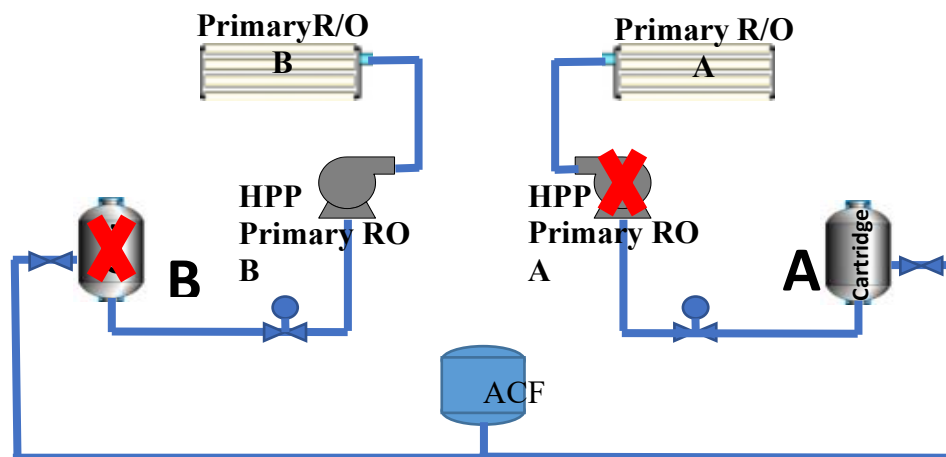 PrimaryR/O
B
Primary R/O
A
HPP
Primary RO
B
HPP
Primary RO
A
B
A
Cartridge
ACF